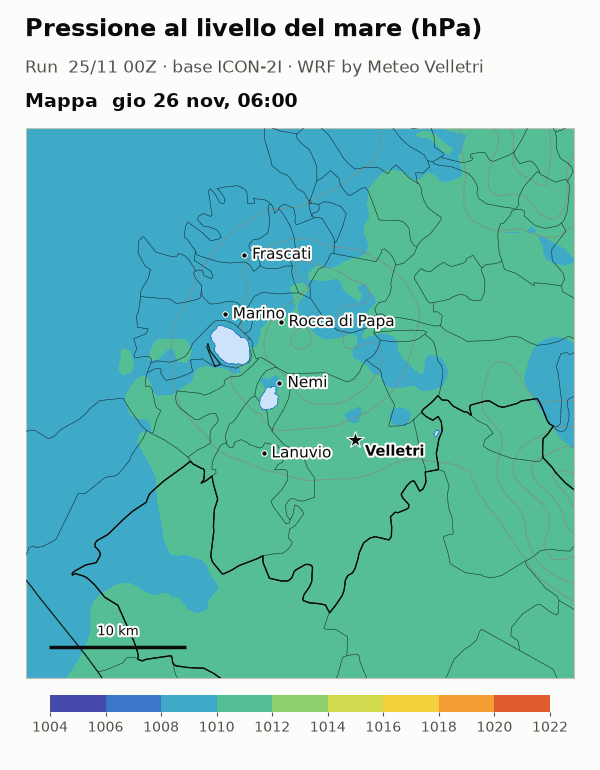 Pressione al livello del mare (hPa)
Run  25/11 00Z · base ICON-2I · WRF by Meteo Velletri
Mappa  gio 26 nov, 06:00
Frascati
Marino
Rocca di Papa
Nemi
Velletri
Lanuvio
10 km
1004 1006 1008 1010 1012 1014 1016 1018 1020 1022